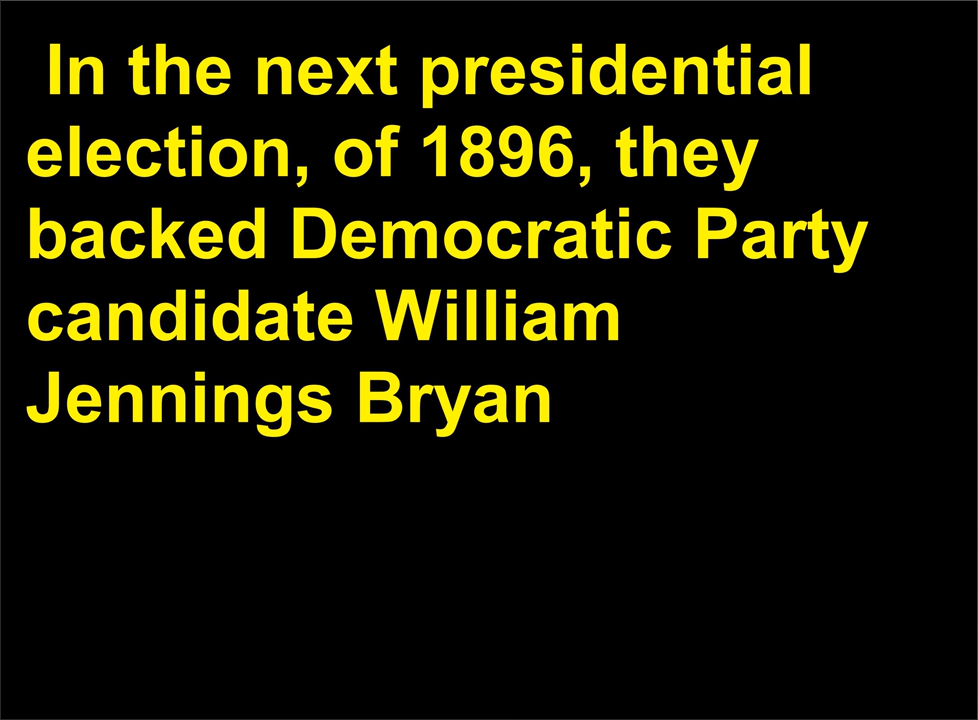 In the next presidential
election, of 1896, they
backed Democratic Party
candidate William
Jennings Bryan